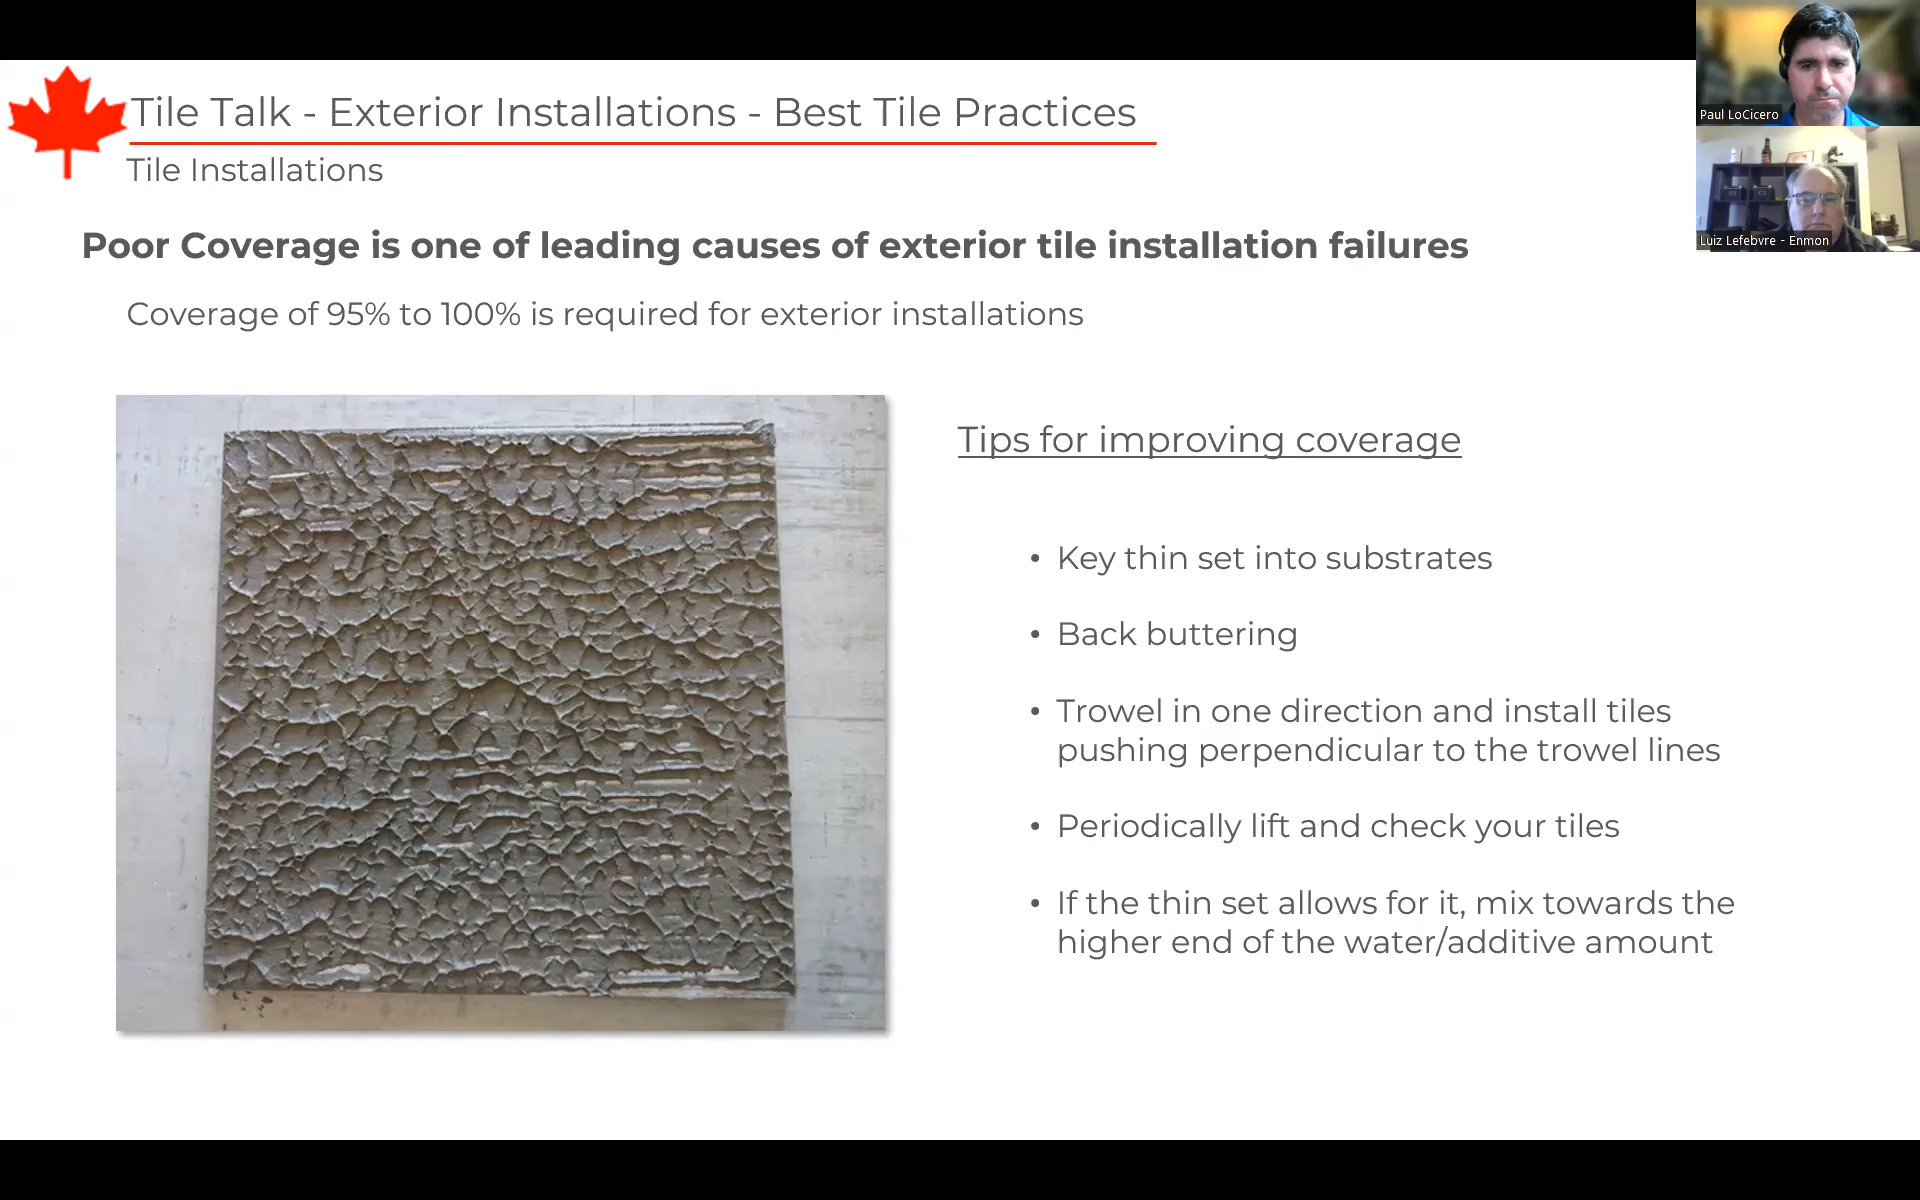 Tile Talk - Exterior Installations - Best Tile Practices
Tile Installations
Poor Coverage is one of leading causes of exterior tile installation failures
Coverage of 95% to 100% is required for exterior installations
Tips for improving coverage
• Key thin set into substrates
• Back buttering
• Trowel in one direction and install tiles
pushing perpendicular to the trowel lines
• Periodically lift and check your tiles
• If the thin set allows for it, mix towards the
higher end of the water/additive amount
Paul LoCicero
Luiz Lefebvre - Enmon